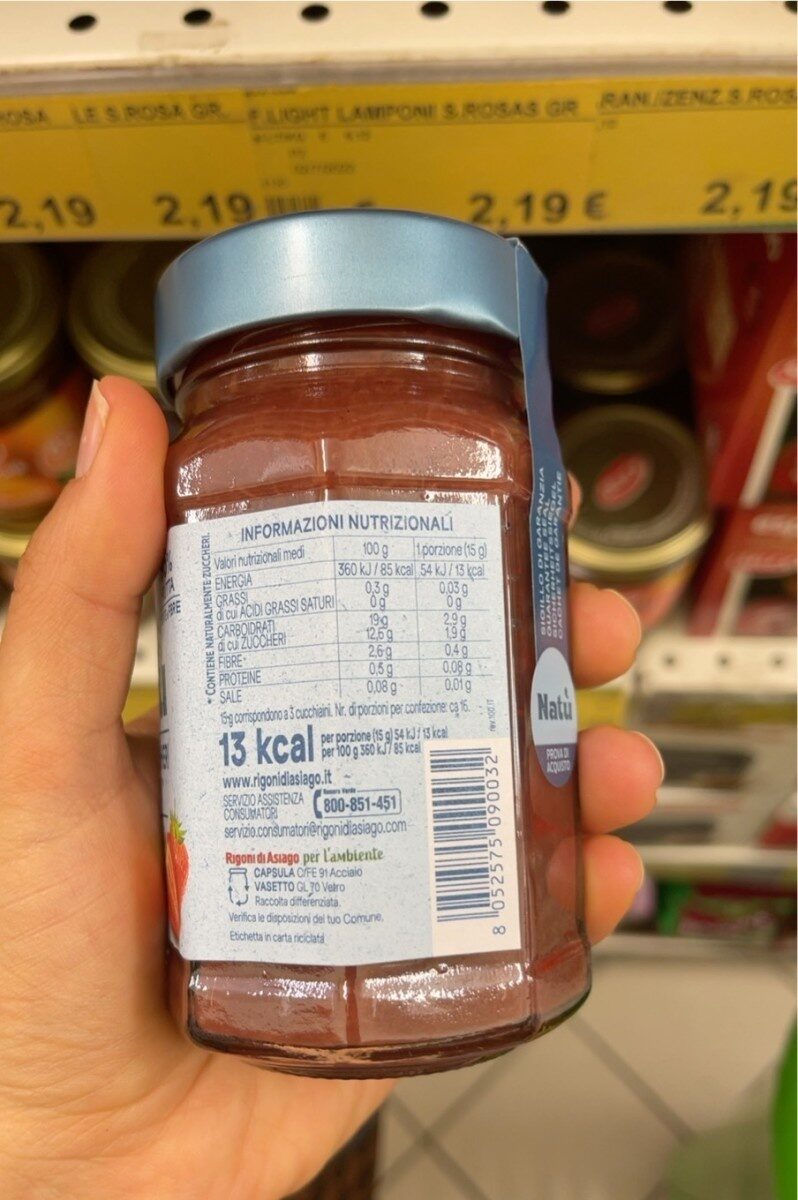 ROSA LE S.ROSA GR. F.LIGHT LAMPONI S.ROSAS GR RAN./ZENZ.S.ROS
2,19 2,19 2,19 € 2,19
SIGILLO DI GARANZIA
INFORMAZIONI NUTRIZIONALI
Valori nutrizionali medi 100 g 1 porzione (15 g)
ENERGIA 360 kJ / 85 kcal 54 kJ / 13 kcal
GRASSI 0,3 g 0,03 g
di cui ACIDI GRASSI SATURI 0 g 0 g
CARBOIDRATI 19 g 2,9 g
di cui ZUCCHERI* 12,6 g 1,9 g
FIBRE 2,6 g 0,4 g
PROTEINE 0,5 g 0,08 g
SALE 0,08 g 0,01 g
* CONTIENE NATURALMENTE ZUCCHERI.
15g corrispondono a 3 cucchiaini. Nr. di porzioni per confezione: ca 16.
13 kcal per porzione (15 g) 54 kJ / 13 kcal
per 100 g 360 kJ / 85 kcal
www.rigonidiasiago.it
SERVIZIO ASSISTENZA
CONSUMATORI
Numero Verde
800-851-451
servizio.consumatori@rigonidiasiago.com
Rigoni di Asiago per l'ambiente
CAPSULA C/FE 91 Acciaio
VASETTO GL 70 Vetro
Raccolta differenziata.
Verifica le disposizioni del tuo Comune.
Etichetta in carta riciclata
8 052575 090032
Natù
PROVA DI
ACQUISTO